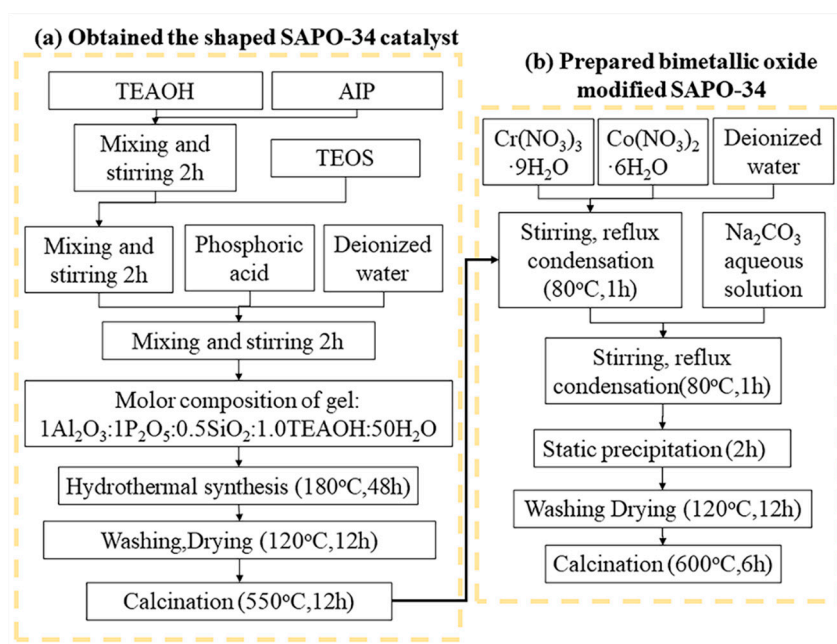 (a) Obtained the shaped SAPO-34 catalyst
TEAOH
AIP
Mixing and
stirring 2h
TEOS
Mixing and
stirring 2h
Phosphoric
acid
Deionized
water
Mixing and stirring 2h
Molor composition of gel:
1Al₂O₃:1P₂O₅:0.5SiO₂:1.0TEAOH:50H₂O
Hydrothermal synthesis (180°C,48h)
Washing,Drying (120°C,12h)
Calcination (550°C,12h)
(b) Prepared bimetallic oxide
modified SAPO-34
Cr(NO₃)₃
·9H₂O
Co(NO₃)₂
·6H₂O
Deionized
water
Stirring, reflux
condensation
(80°C,1h)
Na₂CO₃
aqueous
solution
Stirring, reflux
condensation(80°C,1h)
Static precipitation (2h)
Washing Drying (120°C,12h)
Calcination (600°C,6h)